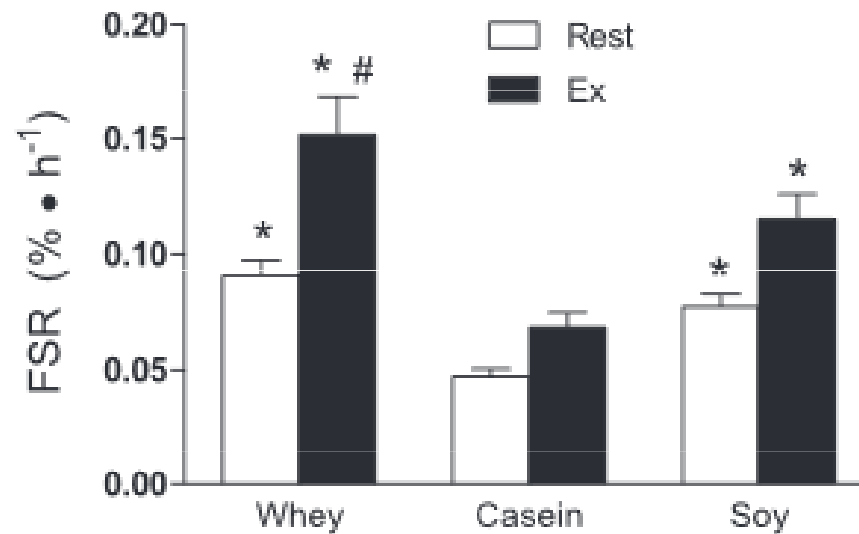 FSR (% • h⁻¹)
0.20
0.15
0.10
0.05
0.00
* #
*
*
*
Rest
Ex
Whey Casein Soy